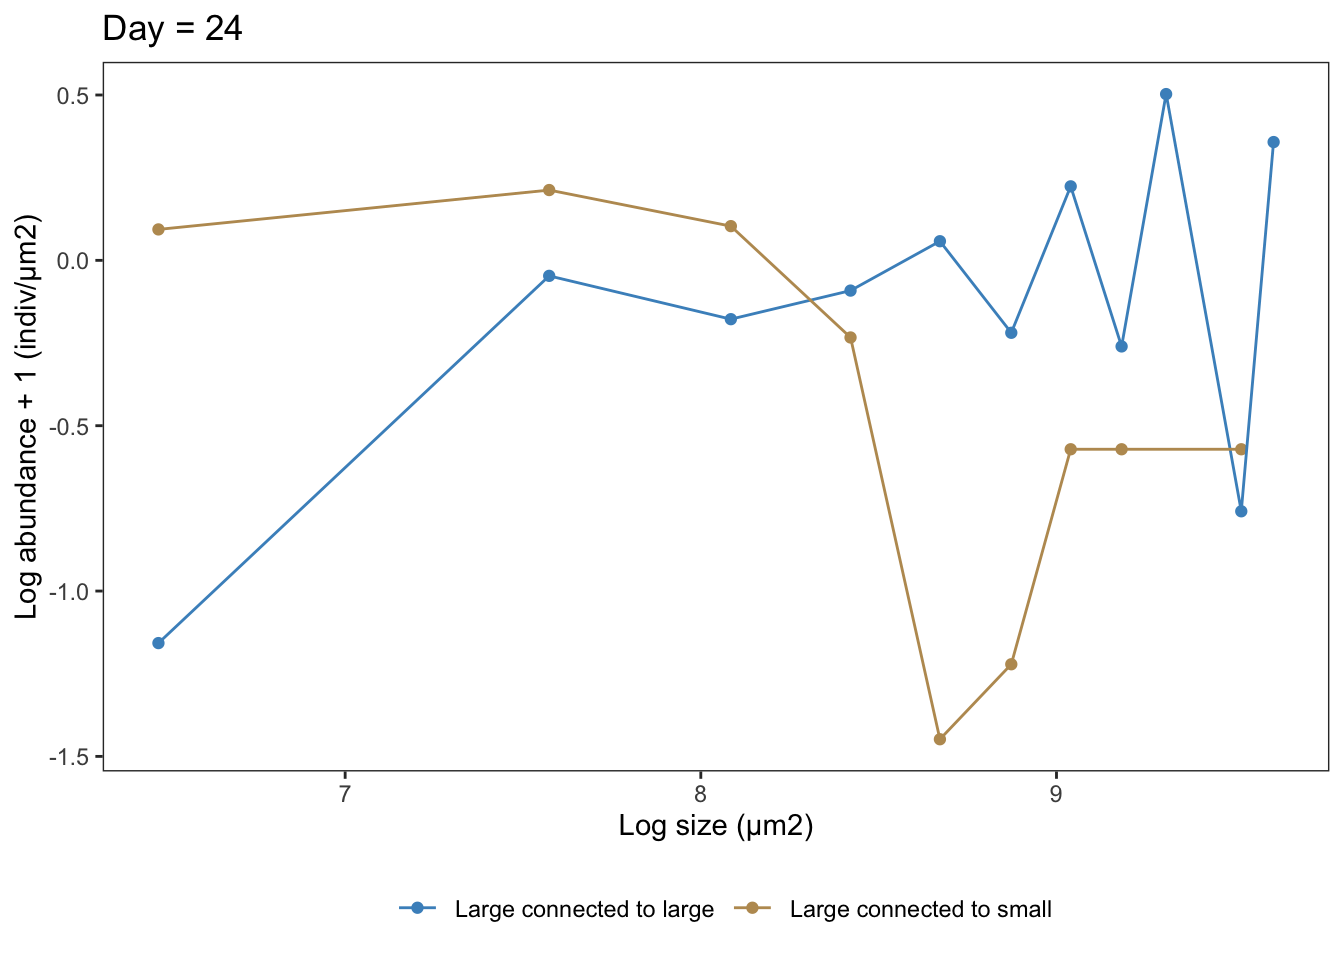 Day = 24
Log abundance + 1 (indiv/µm2)
0.5
0.0
-0.5
-1.0
-1.5
7 8 9
Log size (µm2)
Large connected to large Large connected to small